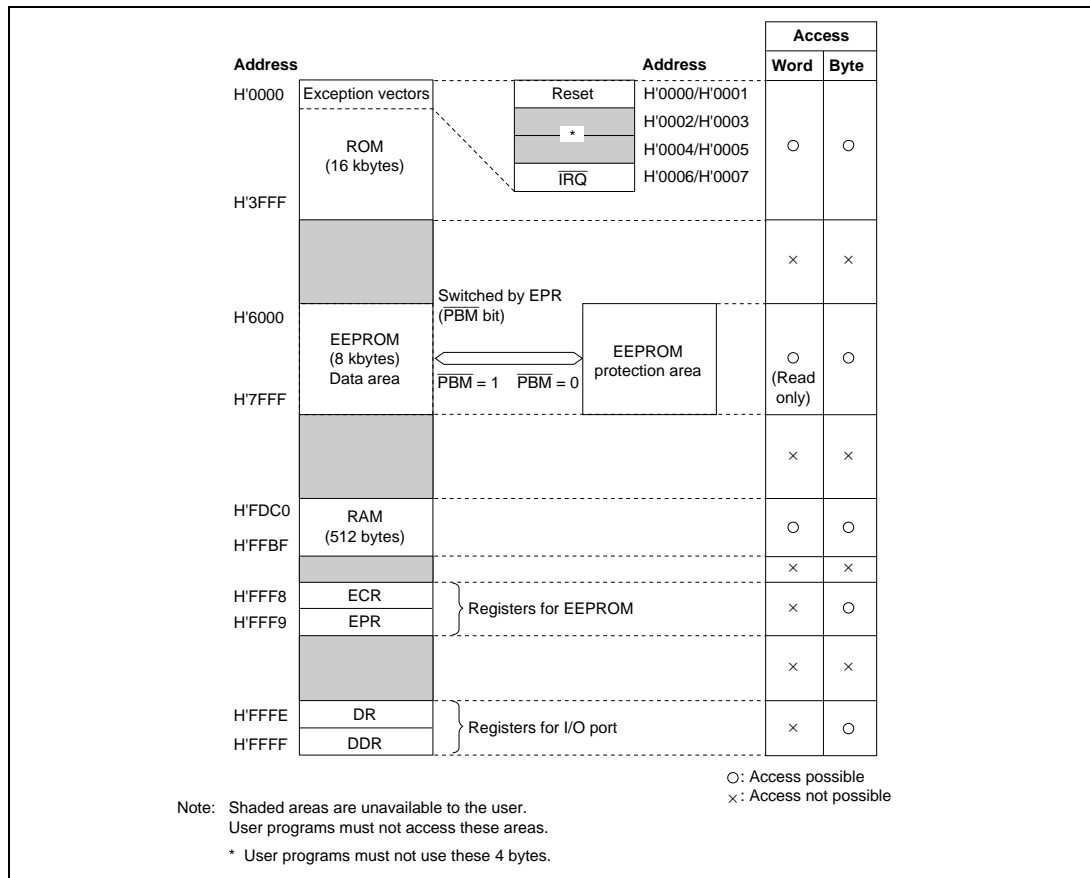 Access
Address Address Word Byte
H'0000 Exception vectors Reset H'0000/H'0001
* H'0002/H'0003
H'0004/H'0005
ROM
(16 kbytes)
○ ○
IRQ H'0006/H'0007
H'3FFF
× ×
Switched by EPR
(PBM bit)
H'6000
EEPROM
(8 kbytes)
Data area
PBM = 1 PBM = 0
EEPROM
protection area
○ ○
(Read
only)
H'7FFF
× ×
H'FDC0
RAM
(512 bytes)
○ ○
H'FFBF
× ×
H'FFF8 ECR
H'FFF9 EPR
Registers for EEPROM
× ○
× ×
H'FFFE DR
H'FFFF DDR
Registers for I/O port
× ○
○: Access possible
×: Access not possible
Note: Shaded areas are unavailable to the user.
User programs must not access these areas.
* User programs must not use these 4 bytes.